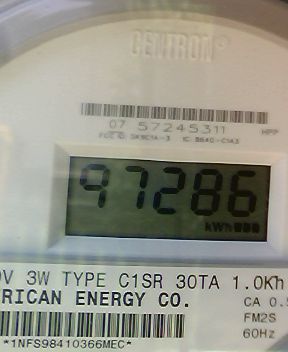 CENTRON®
07 57245311 HPP
97286
kWh
0V 3W TYPE C1SR 30TA 1.0Kh
RICAN ENERGY CO.
CA 0.5
FM2S
60Hz
*1NFS98410366MEC*